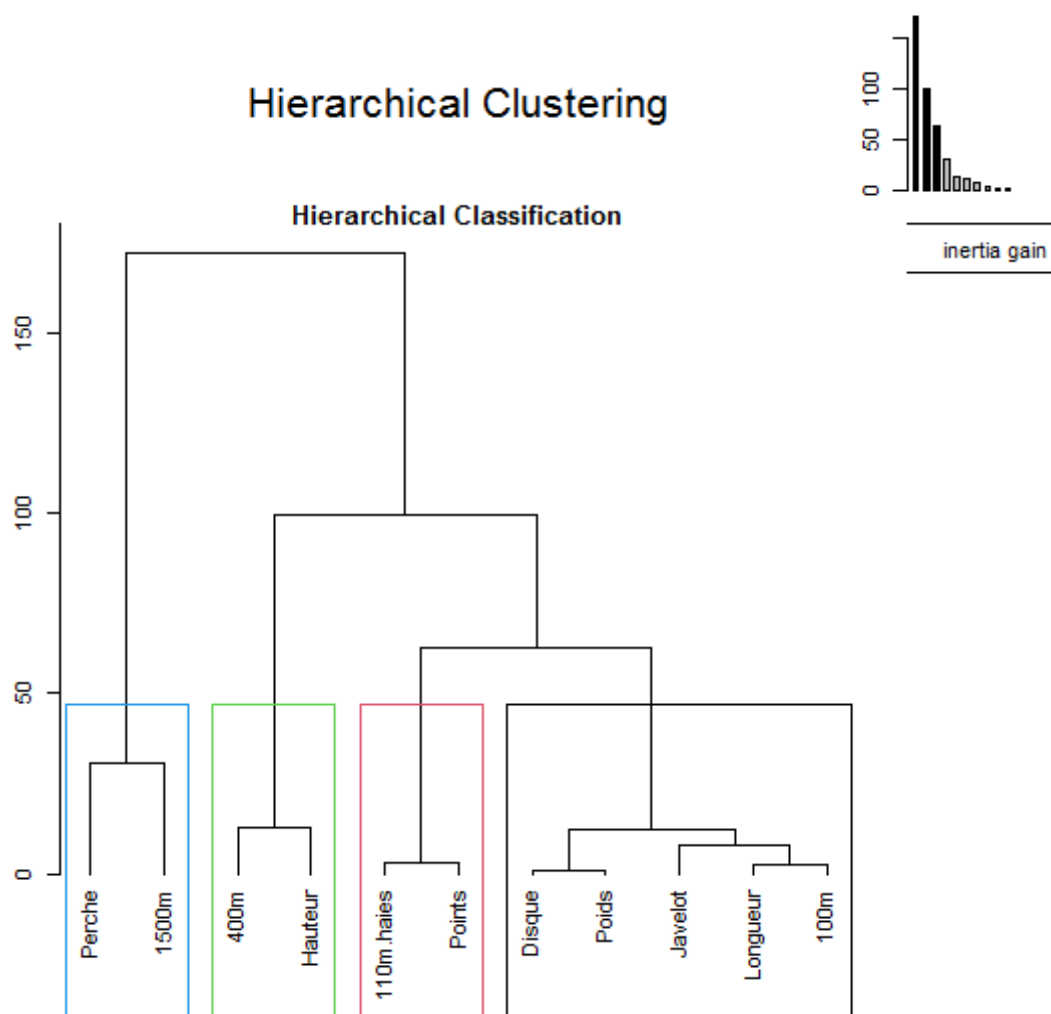 Hierarchical Clustering
0 50 100
inertia gain
Hierarchical Classification
0 50 100 150
Perche
1500m
400m
Hauteur
110m.haies
Points
Disque
Poids
Javelot
Longueur
100m